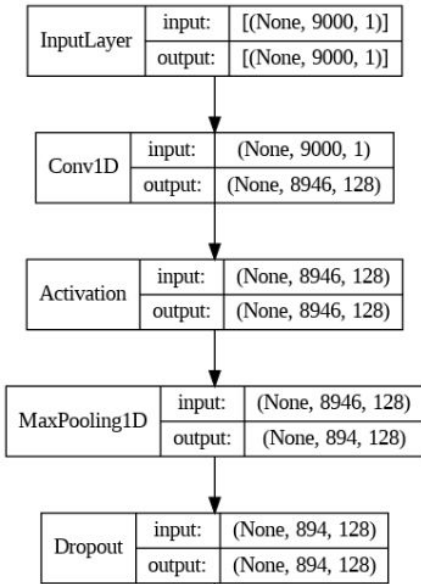 InputLayer
input: [(None, 9000, 1)]
output: [(None, 9000, 1)]
Conv1D
input: (None, 9000, 1)
output: (None, 8946, 128)
Activation
input: (None, 8946, 128)
output: (None, 8946, 128)
MaxPooling1D
input: (None, 8946, 128)
output: (None, 894, 128)
Dropout
input: (None, 894, 128)
output: (None, 894, 128)